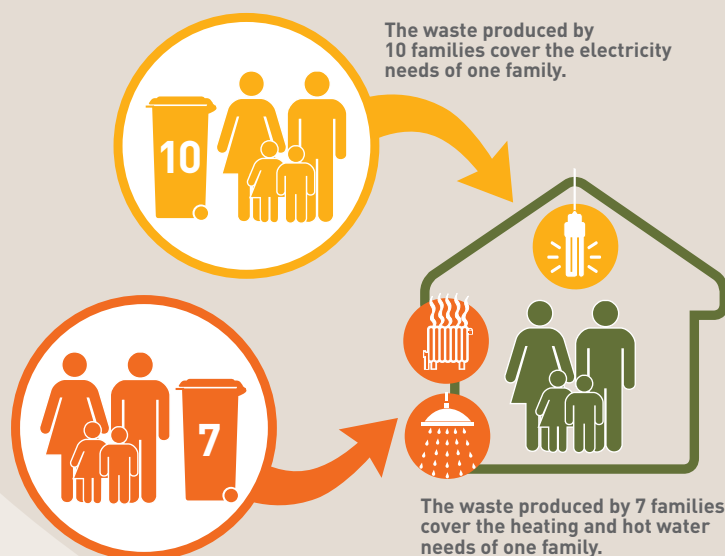 The waste produced by
10 families cover the electricity
needs of one family.
10
7
The waste produced by 7 families
cover the heating and hot water
needs of one family.